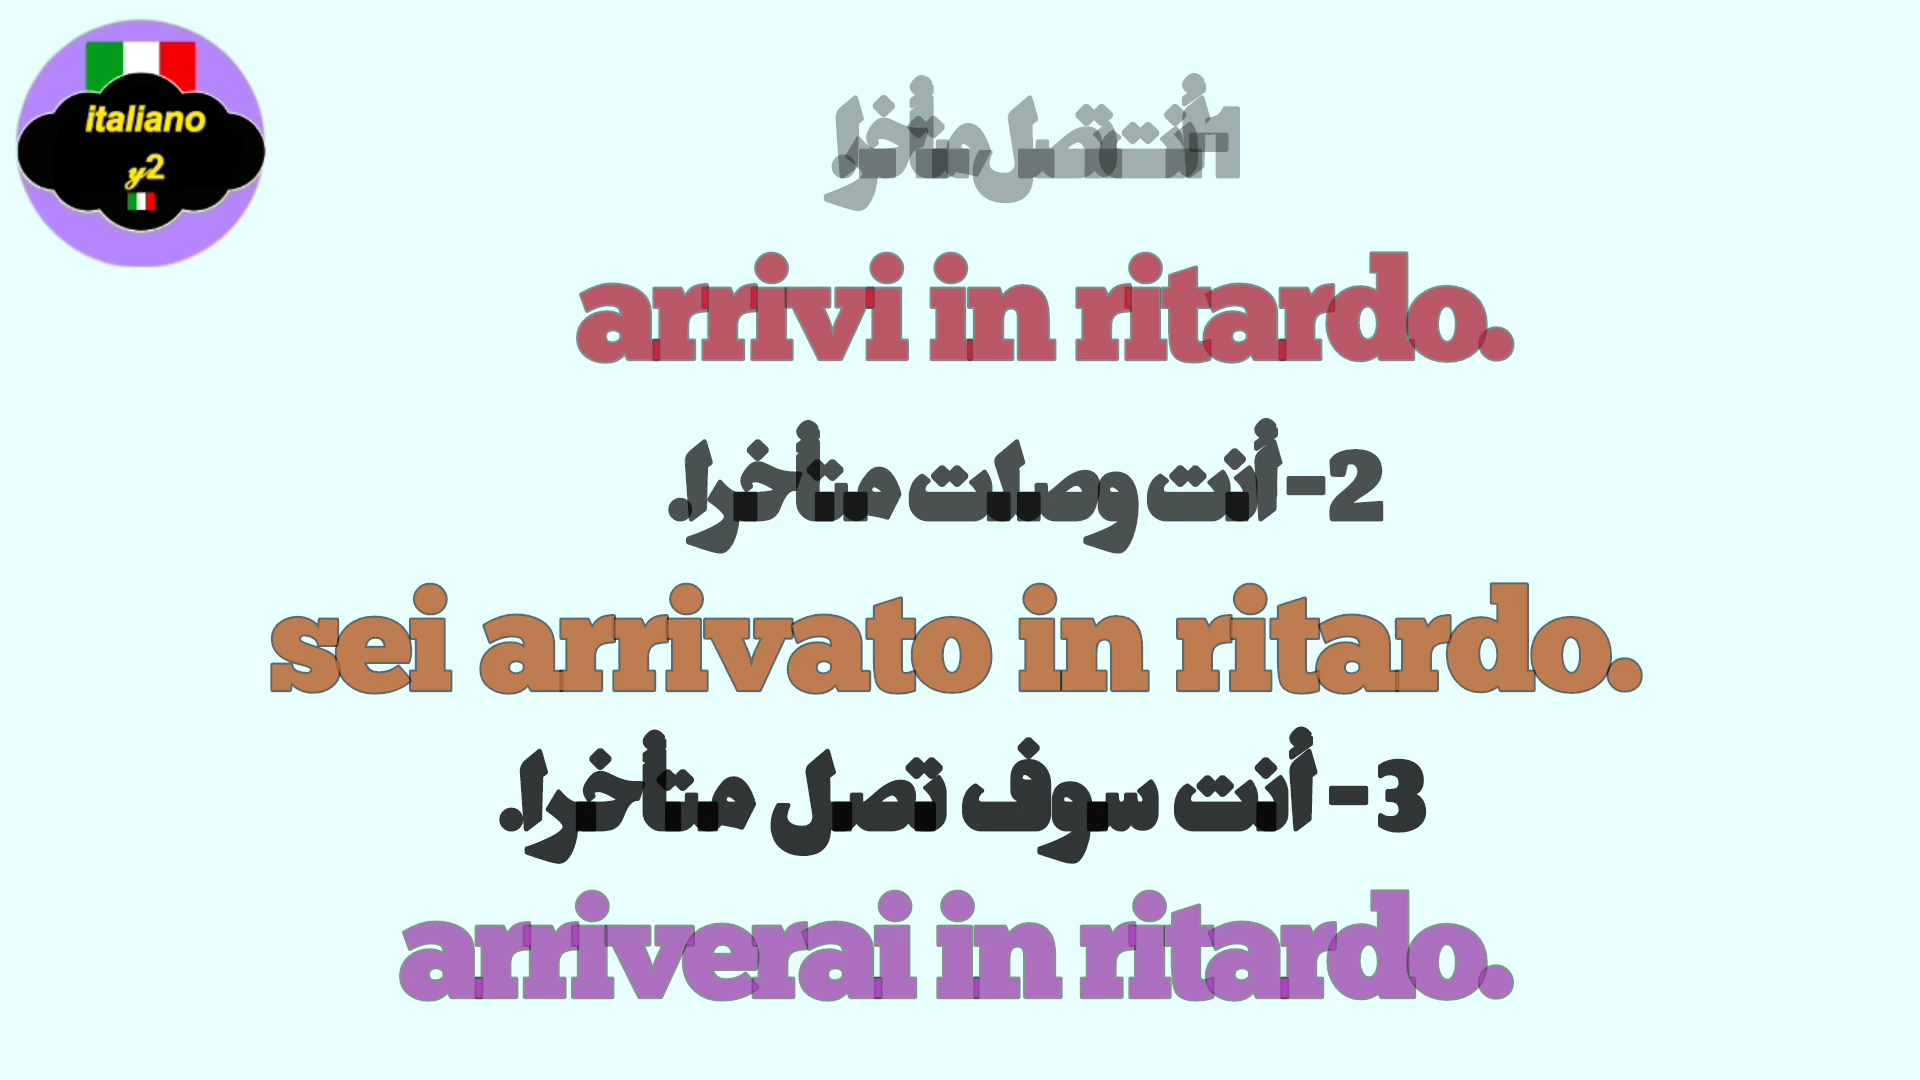 italiano
y2
1-أنت تصل متأخرا.
arrivi in ritardo.
2- أنت وصلت متأخرا.
sei arrivato in ritardo.
3- أنت سوف تصل متأخرا.
arriverai in ritardo.